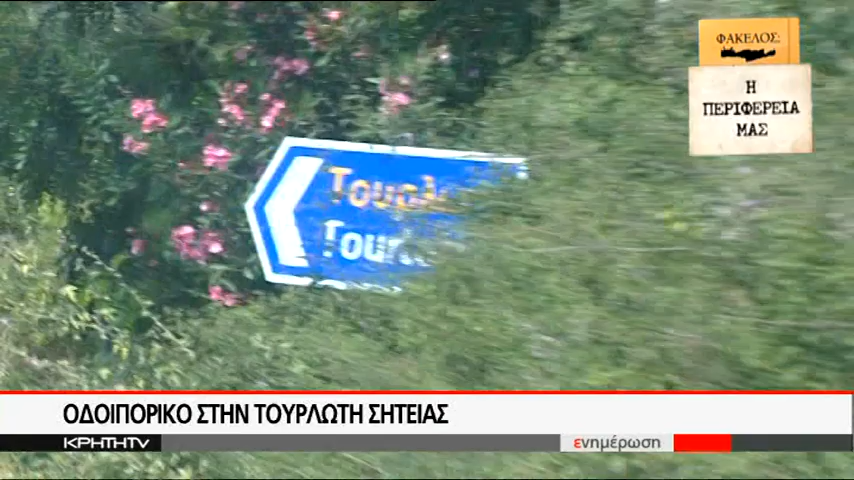 ΦΑΚΕΛΟΣ:
Η
ΠΕΡΙΦΕΡΕΙΑ
ΜΑΣ
ΟΔΟΙΠΟΡΙΚΟ ΣΤΗΝ ΤΟΥΡΛΩΤΗ ΣΗΤΕΙΑΣ
ΚΡΗΤΗTV
ενημέρωση